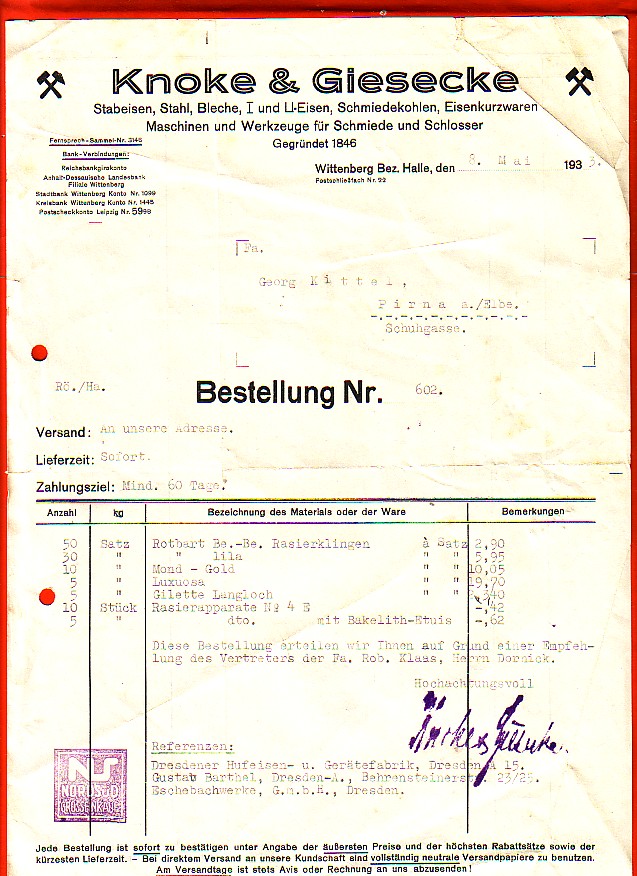 Knoke & Giesecke
Stabeisen, Stahl, Bleche, I und U-Eisen, Schmiedekohlen, Eisenkurzwaren
Maschinen und Werkzeuge für Schmiede und Schlosser
Gegründet 1846
Fernsprech-Sammel-Nr. 3146
Bank-Verbindungen:
Reichsbankgirokonto
Anhalt-Dessauische Landesbank
Filiale Wittenberg
Stadtbank Wittenberg Konto Nr. 1099
Kreisbank Wittenberg Konto Nr. 1445
Postscheckkonto Leipzig Nr. 5998
Wittenberg Bez. Halle, den 8. Mai 1933.
Postschließfach Nr. 22
Fa.
Georg Kittel,
Pirna a./Elbe.
Schuhgasse.
Rö./Ha.
Bestellung Nr. 602.
Versand: An unsere Adresse.
Lieferzeit: Sofort.
Zahlungsziel: Mind. 60 Tage.
Anzahl kg Bezeichnung des Materials oder der Ware Bemerkungen
50 Satz Rotbart Be.-Be. Rasierklingen à Satz 2,90
30 " " lila " " 5,95
10 " Mond - Gold " " 10,05
5 " Luxuosa " " 19,70
5 " Gilette Langloch " "
10 Stück Rasierapparate No 4 E -,42
5 " dto. mit Bakelith-Etuis -,62
Diese Bestellung erteilen wir Ihnen auf Grund einer Empfeh-
lung des Vertreters der Fa. Rob. Klaas, Herrn Dornick.
Hochachtungsvoll
Referenzen:
Dresdener Hufeisen- u. Gerätefabrik, Dresden A 15.
Gustav Barthel, Dresden-A., Behrensteinerstr. 23/25.
Eschebachwerke, G.m.b.H., Dresden.
NS
NORDSÜD
GROSSEINKAUF
Jede Bestellung ist sofort zu bestätigen unter Angabe der äußersten Preise und der höchsten Rabattsätze sowie der
kürzesten Lieferzeit. – Bei direktem Versand an unsere Kundschaft sind vollständig neutrale Versandpapiere zu benutzen.
Am Versandtage ist stets Avis oder Rechnung an uns abzusenden!